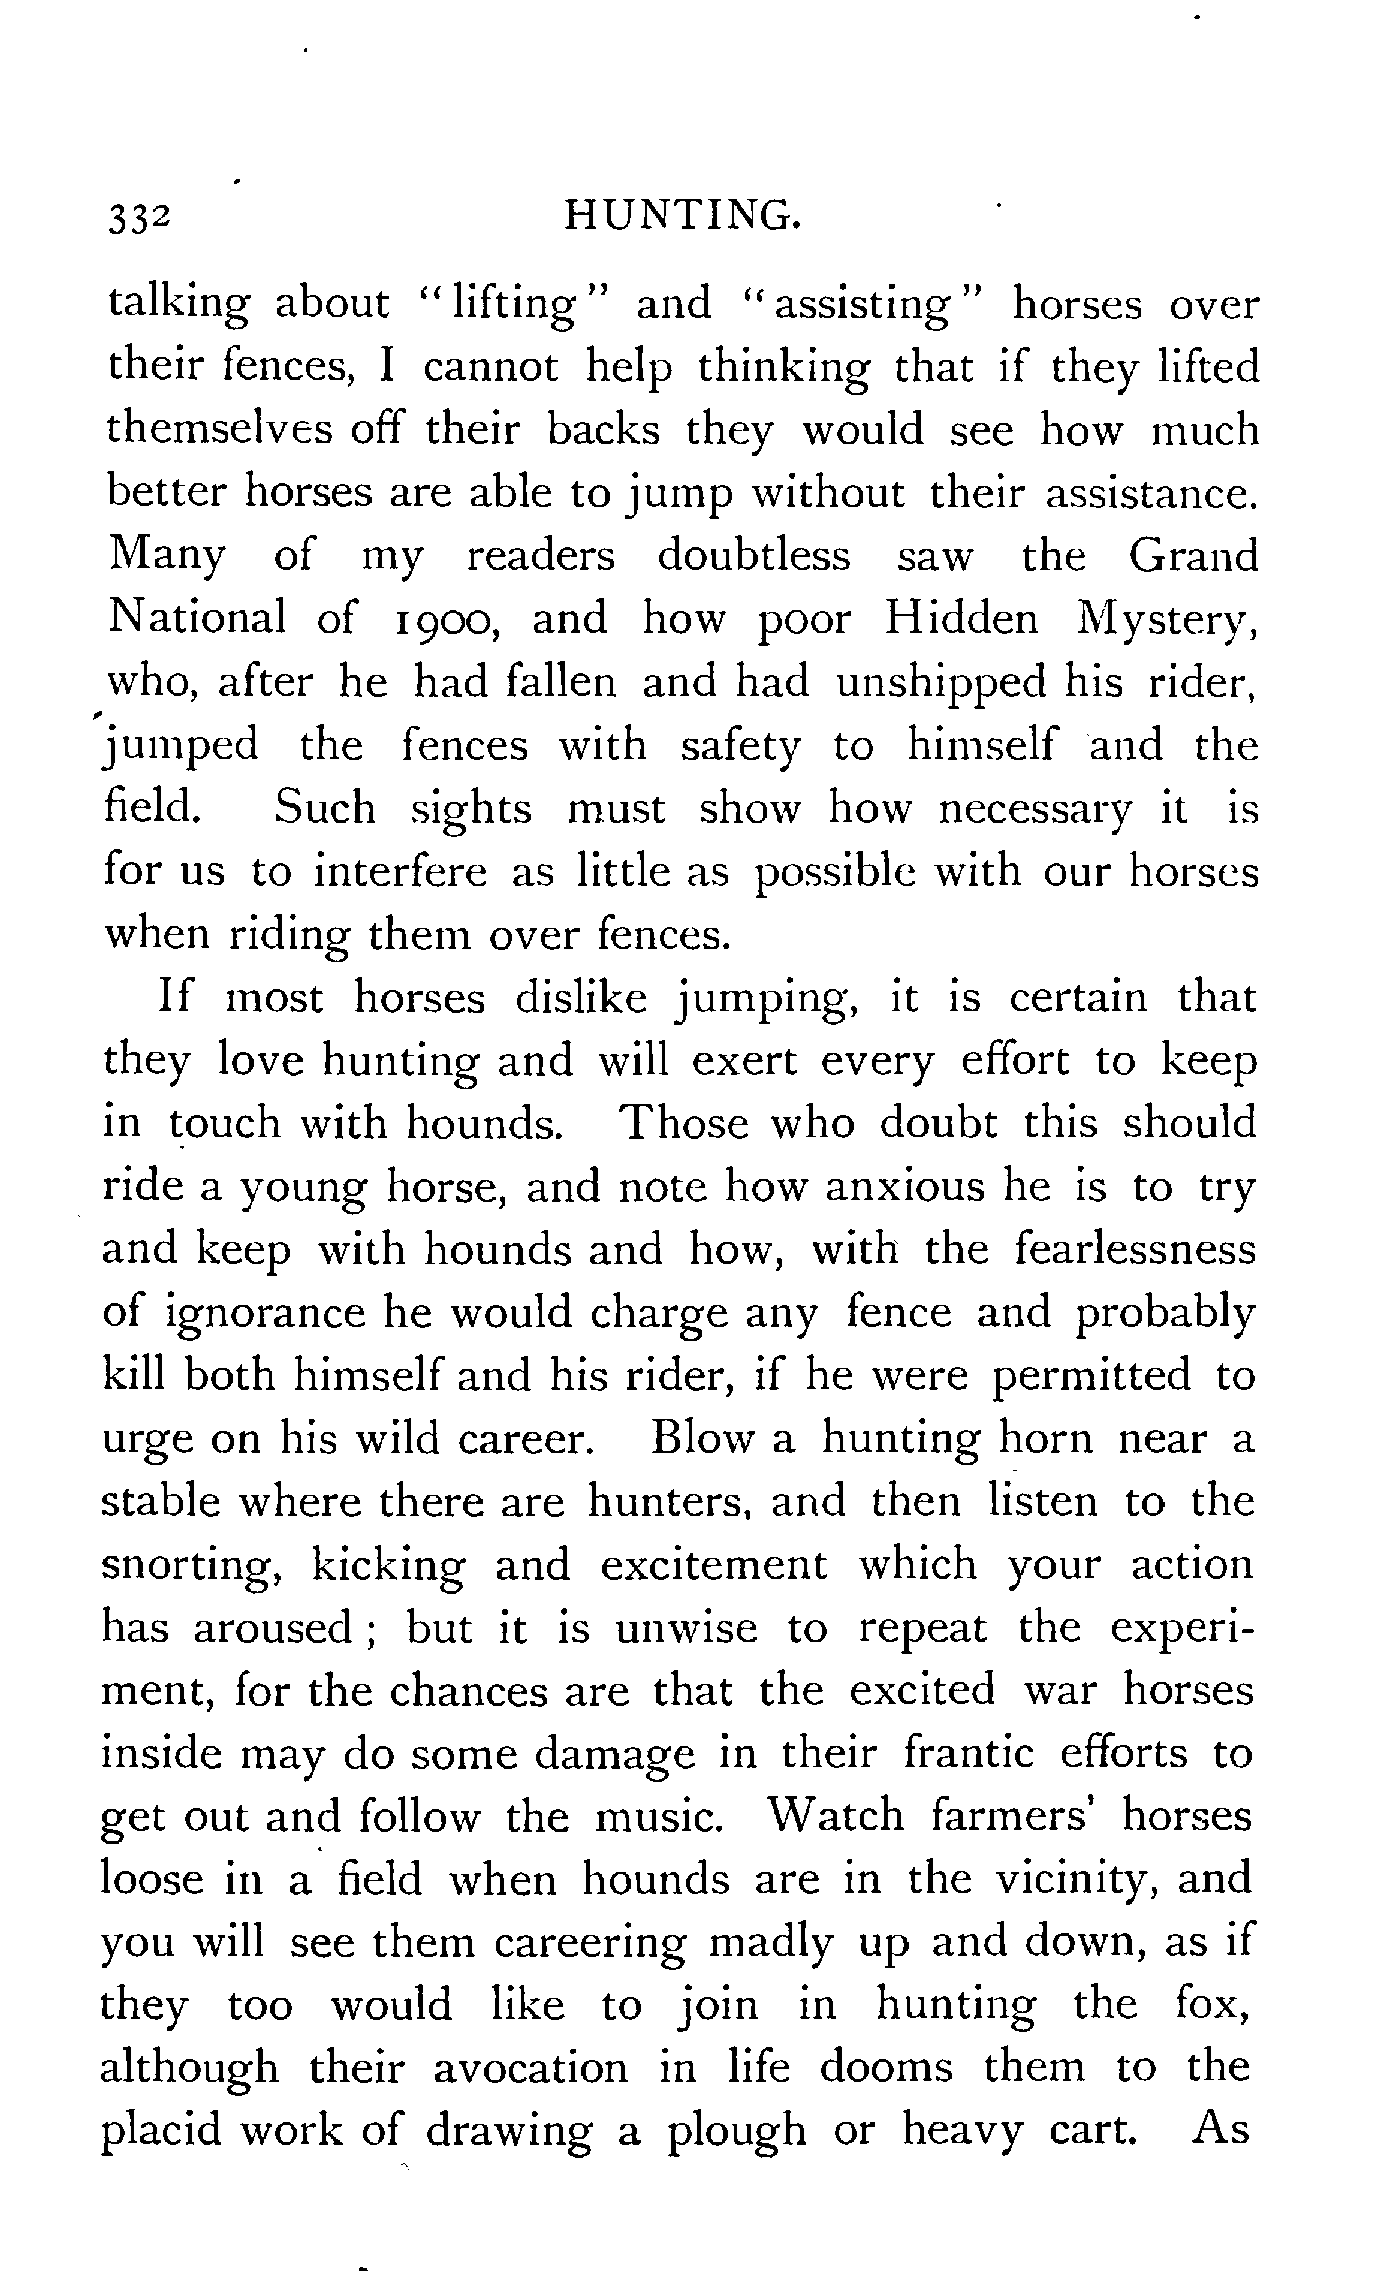 332 HUNTING.
talking about “ lifting ” and “ assisting ” horses over
their fences, I cannot help thinking that if they lifted
themselves off their backs they would see how much
better horses are able to jump without their assistance.
Many of my readers doubtless saw the Grand
National of 1900, and how poor Hidden Mystery,
who, after he had fallen and had unshipped his rider,
jumped the fences with safety to himself and the
field. Such sights must show how necessary it is
for us to interfere as little as possible with our horses
when riding them over fences.
If most horses dislike jumping, it is certain that
they love hunting and will exert every effort to keep
in touch with hounds. Those who doubt this should
ride a young horse, and note how anxious he is to try
and keep with hounds and how, with the fearlessness
of ignorance he would charge any fence and probably
kill both himself and his rider, if he were permitted to
urge on his wild career. Blow a hunting horn near a
stable where there are hunters, and then listen to the
snorting, kicking and excitement which your action
has aroused ; but it is unwise to repeat the experi-
ment, for the chances are that the excited war horses
inside may do some damage in their frantic efforts to
get out and follow the music. Watch farmers’ horses
loose in a field when hounds are in the vicinity, and
you will see them careering madly up and down, as if
they too would like to join in hunting the fox,
although their avocation in life dooms them to the
placid work of drawing a plough or heavy cart. As